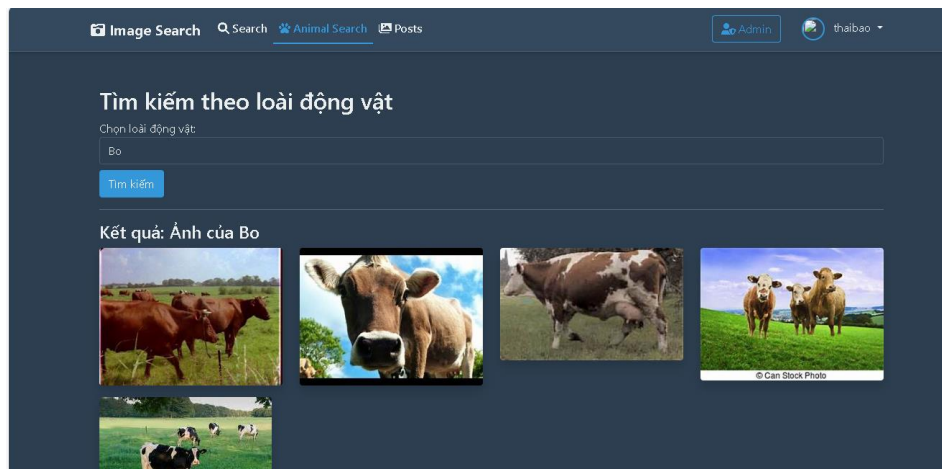 Image Search Search Animal Search Posts Admin thaibao
Tìm kiếm theo loài động vật
Chọn loài động vật:
Bo
Tìm kiếm
Kết quả: Ảnh của Bo
© Can Stock Photo